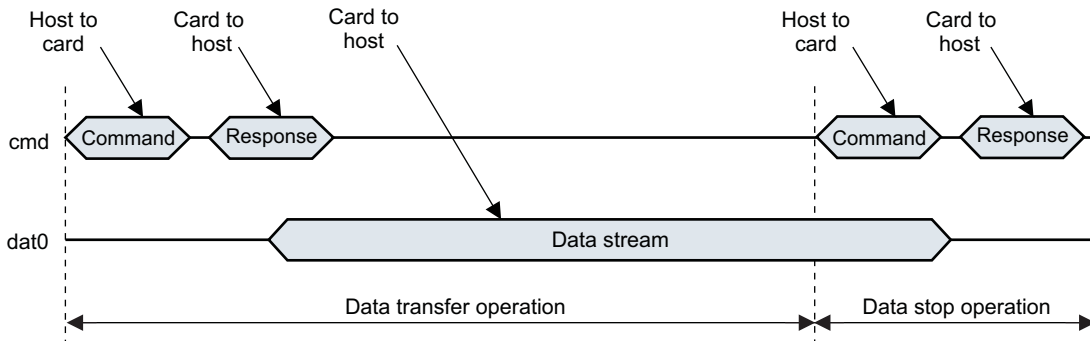 Host to
card
Card to
host
Card to
host
Host to
card
Card to
host
cmd
Command
Response
Command
Response
dat0
Data stream
Data transfer operation
Data stop operation